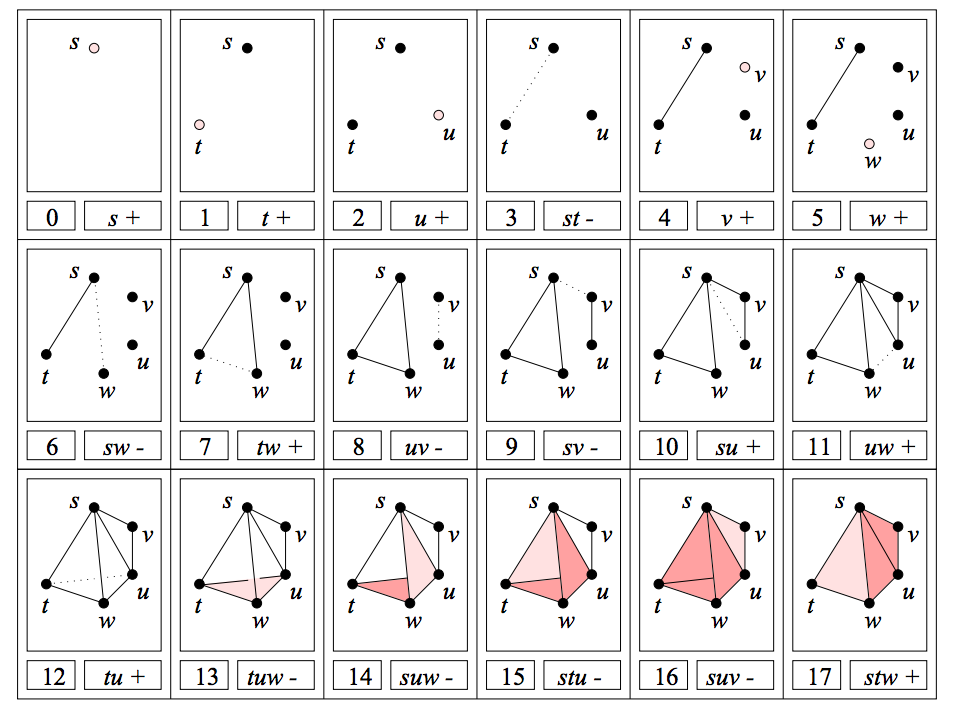 s s s s s s
v v
u u u u
t t t t t
w
0 s + 1 t + 2 u + 3 st - 4 v + 5 w +
s s s s s s
v v v v v v
u u u u u u
t t t t t t
w w w w w w
6 sw - 7 tw + 8 uv - 9 sv - 10 su + 11 uw +
s s s s s s
v v v v v v
u u u u u u
t t t t t t
w w w w w w
12 tu + 13 tuw - 14 suw - 15 stu - 16 suv - 17 stw +